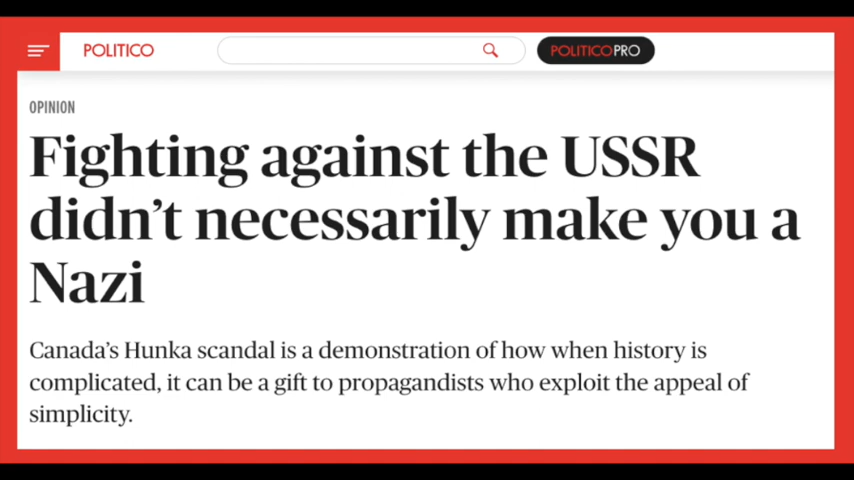 POLITICO
POLITICOPRO
OPINION
Fighting against the USSR
didn’t necessarily make you a
Nazi
Canada’s Hunka scandal is a demonstration of how when history is
complicated, it can be a gift to propagandists who exploit the appeal of
simplicity.